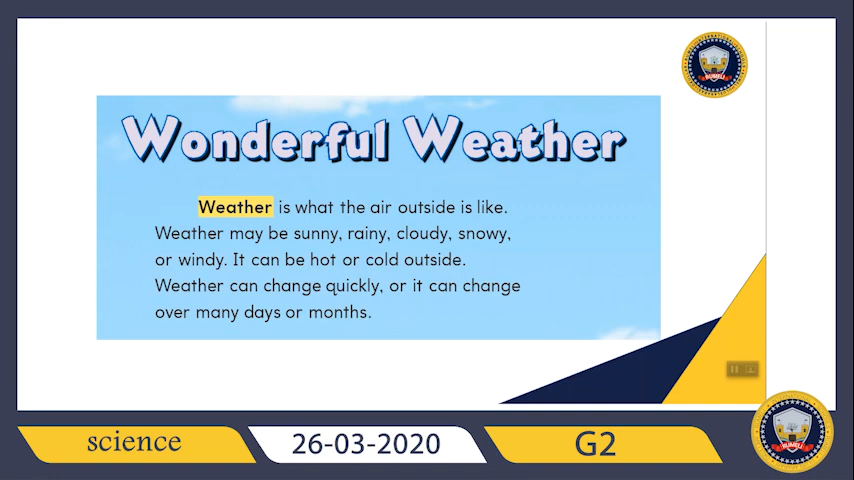 RUMELI
Wonderful Weather
Weather is what the air outside is like.
Weather may be sunny, rainy, cloudy, snowy,
or windy. It can be hot or cold outside.
Weather can change quickly, or it can change
over many days or months.
science
26-03-2020
G2
RUMELI